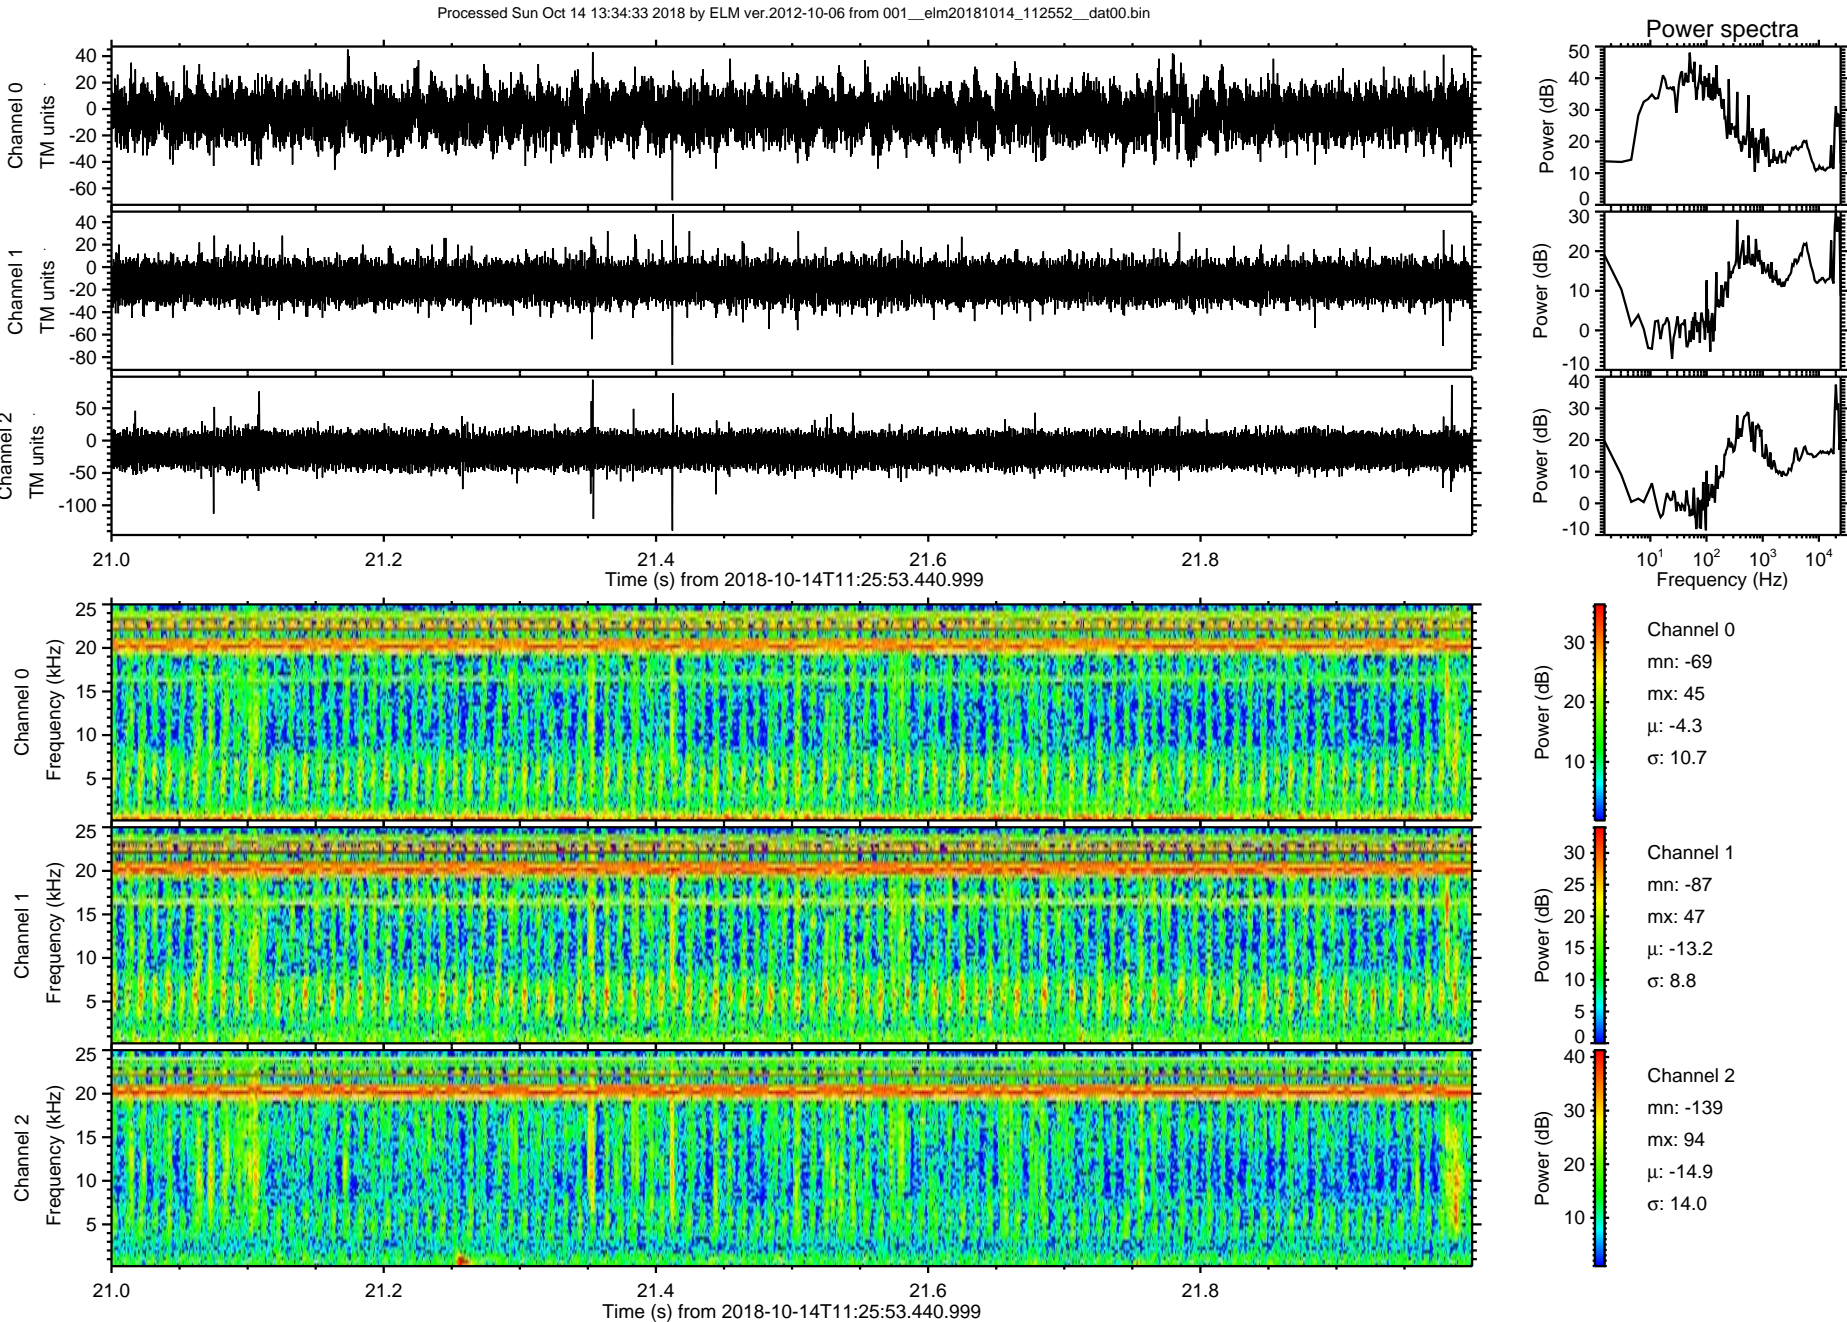 Processed Sun Oct 14 13:34:33 2018 by ELM ver.2012-10-06 from 001__elm20181014_112552__dat00.bin
Power spectra
Channel 0
TM units
40
20
0
-20
-40
-60
Power (dB)
50
40
30
20
10
0
Channel 1
TM units
40
20
0
-20
-40
-60
-80
Power (dB)
30
20
10
0
-10
Channel 2
TM units
50
0
-50
-100
Power (dB)
40
30
20
10
0
-10
21.0 21.2 21.4 21.6 21.8
Time (s) from 2018-10-14T11:25:53.440.999
10^1 10^2 10^3 10^4
Frequency (Hz)
Channel 0
Frequency (kHz)
25
20
15
10
5
Power (dB)
30
20
10
Channel 0
mn: -69
mx: 45
μ: -4.3
σ: 10.7
Channel 1
Frequency (kHz)
25
20
15
10
5
Power (dB)
30
25
20
15
10
5
0
Channel 1
mn: -87
mx: 47
μ: -13.2
σ: 8.8
Channel 2
Frequency (kHz)
25
20
15
10
5
Power (dB)
40
30
20
10
Channel 2
mn: -139
mx: 94
μ: -14.9
σ: 14.0
21.0 21.2 21.4 21.6 21.8
Time (s) from 2018-10-14T11:25:53.440.999